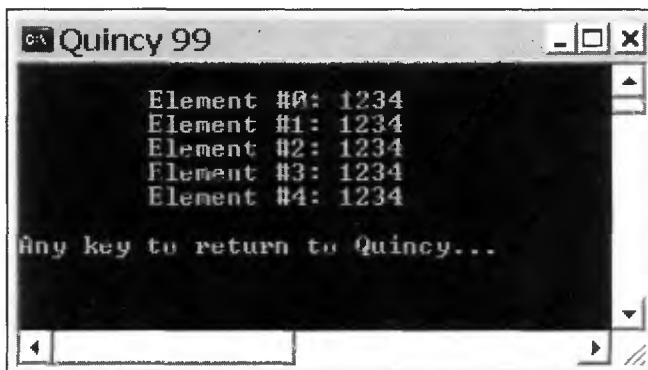 Quincy 99
Element #0: 1234
Element #1: 1234
Element #2: 1234
Element #3: 1234
Element #4: 1234
Any key to return to Quincy...